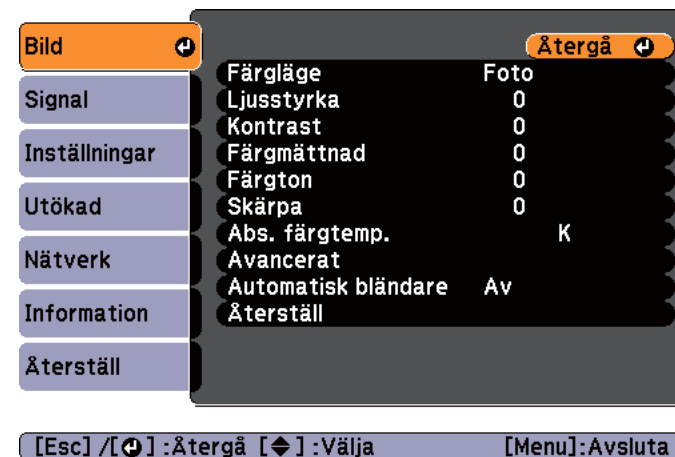 Bild
Signal
Inställningar
Utökad
Nätverk
Information
Återställ
Återgå
Färgläge Foto
Ljusstyrka 0
Kontrast 0
Färgmättnad 0
Färgton 0
Skärpa 0
Abs. färgtemp. K
Avancerat
Automatisk bländare Av
Återställ
[Esc] /[ ] :Återgå [ ] :Välja [Menu]:Avsluta